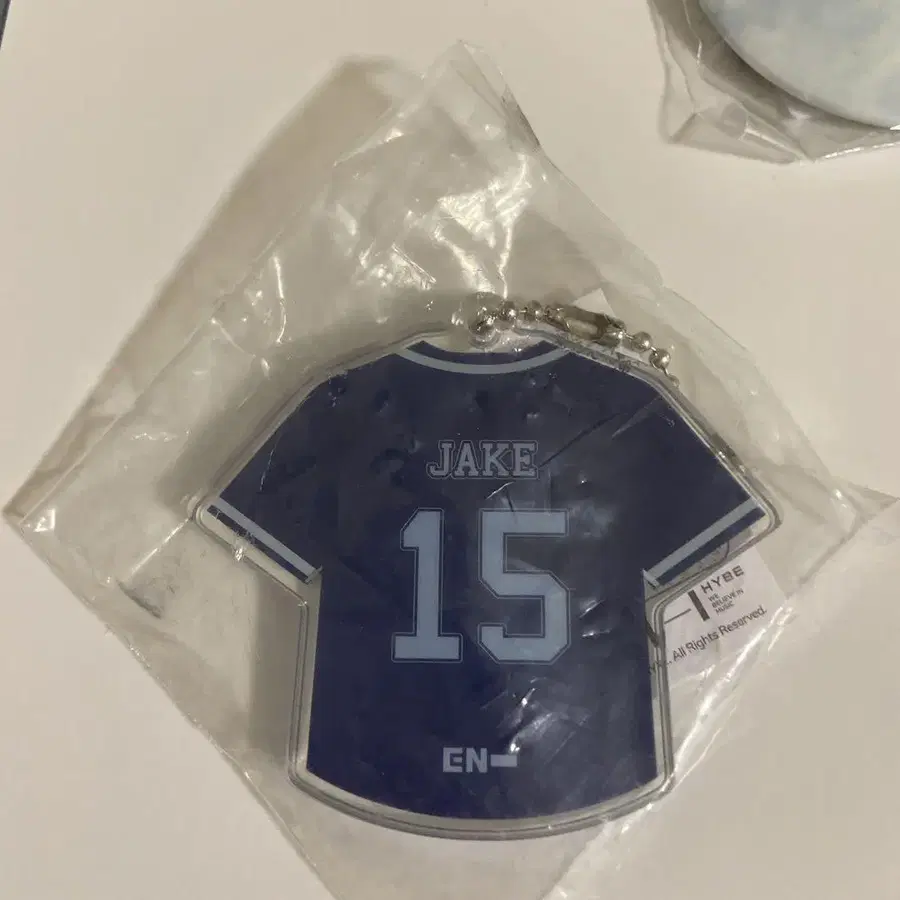 JAKE
15
EN-
HYBE
WE
BELIEVE IN
MUSIC
All Rights Reserved.